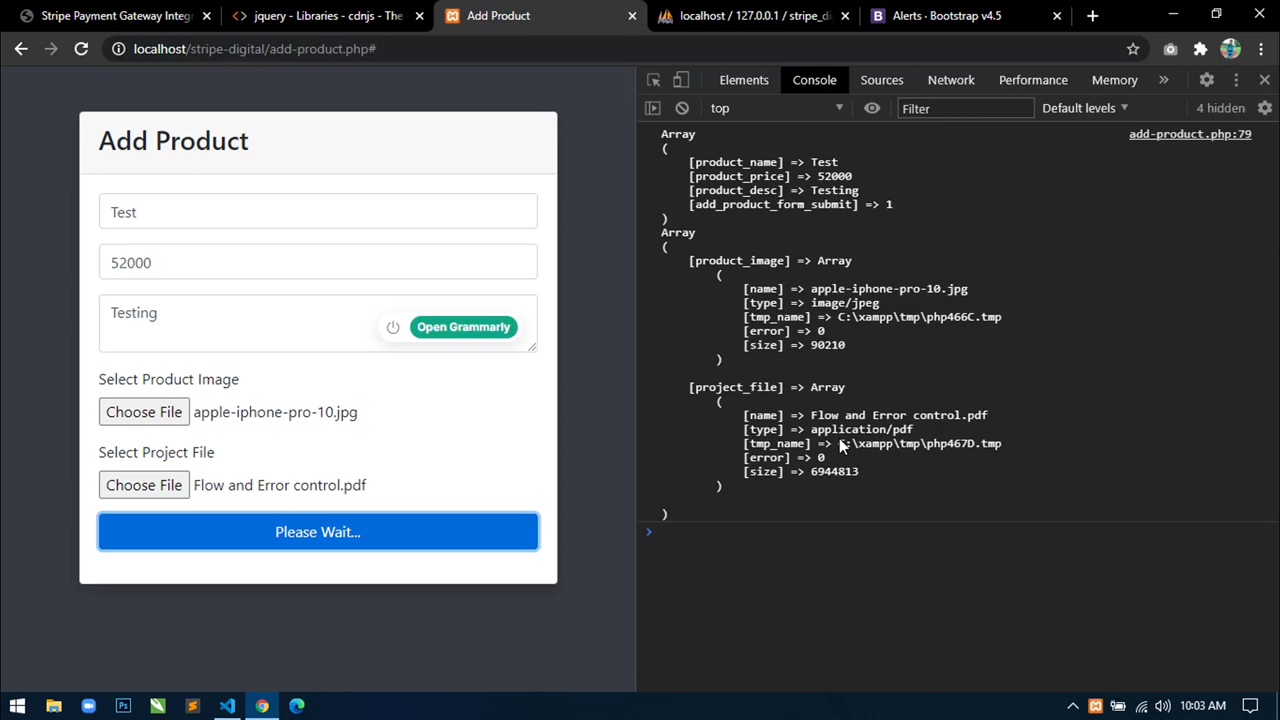 Stripe Payment Gateway Integ
jquery - Libraries - cdnjs - The
Add Product
localhost / 127.0.0.1 / stripe_di
Alerts · Bootstrap v4.5
localhost/stripe-digital/add-product.php#
Elements
Console
Sources
Network
Performance
Memory
top
Filter
Default levels
4 hidden
Add Product
Test
52000
Testing
Open Grammarly
Select Product Image
Choose File apple-iphone-pro-10.jpg
Select Project File
Choose File Flow and Error control.pdf
Please Wait...
Array
add-product.php:79
(
[product_name] => Test
[product_price] => 52000
[product_desc] => Testing
[add_product_form_submit] => 1
)
Array
(
[product_image] => Array
(
[name] => apple-iphone-pro-10.jpg
[type] => image/jpeg
[tmp_name] => C:\xampp\tmp\php466C.tmp
[error] => 0
[size] => 90210
)
[project_file] => Array
(
[name] => Flow and Error control.pdf
[type] => application/pdf
[tmp_name] => C:\xampp\tmp\php467D.tmp
[error] => 0
[size] => 6944813
)
)
10:03 AM